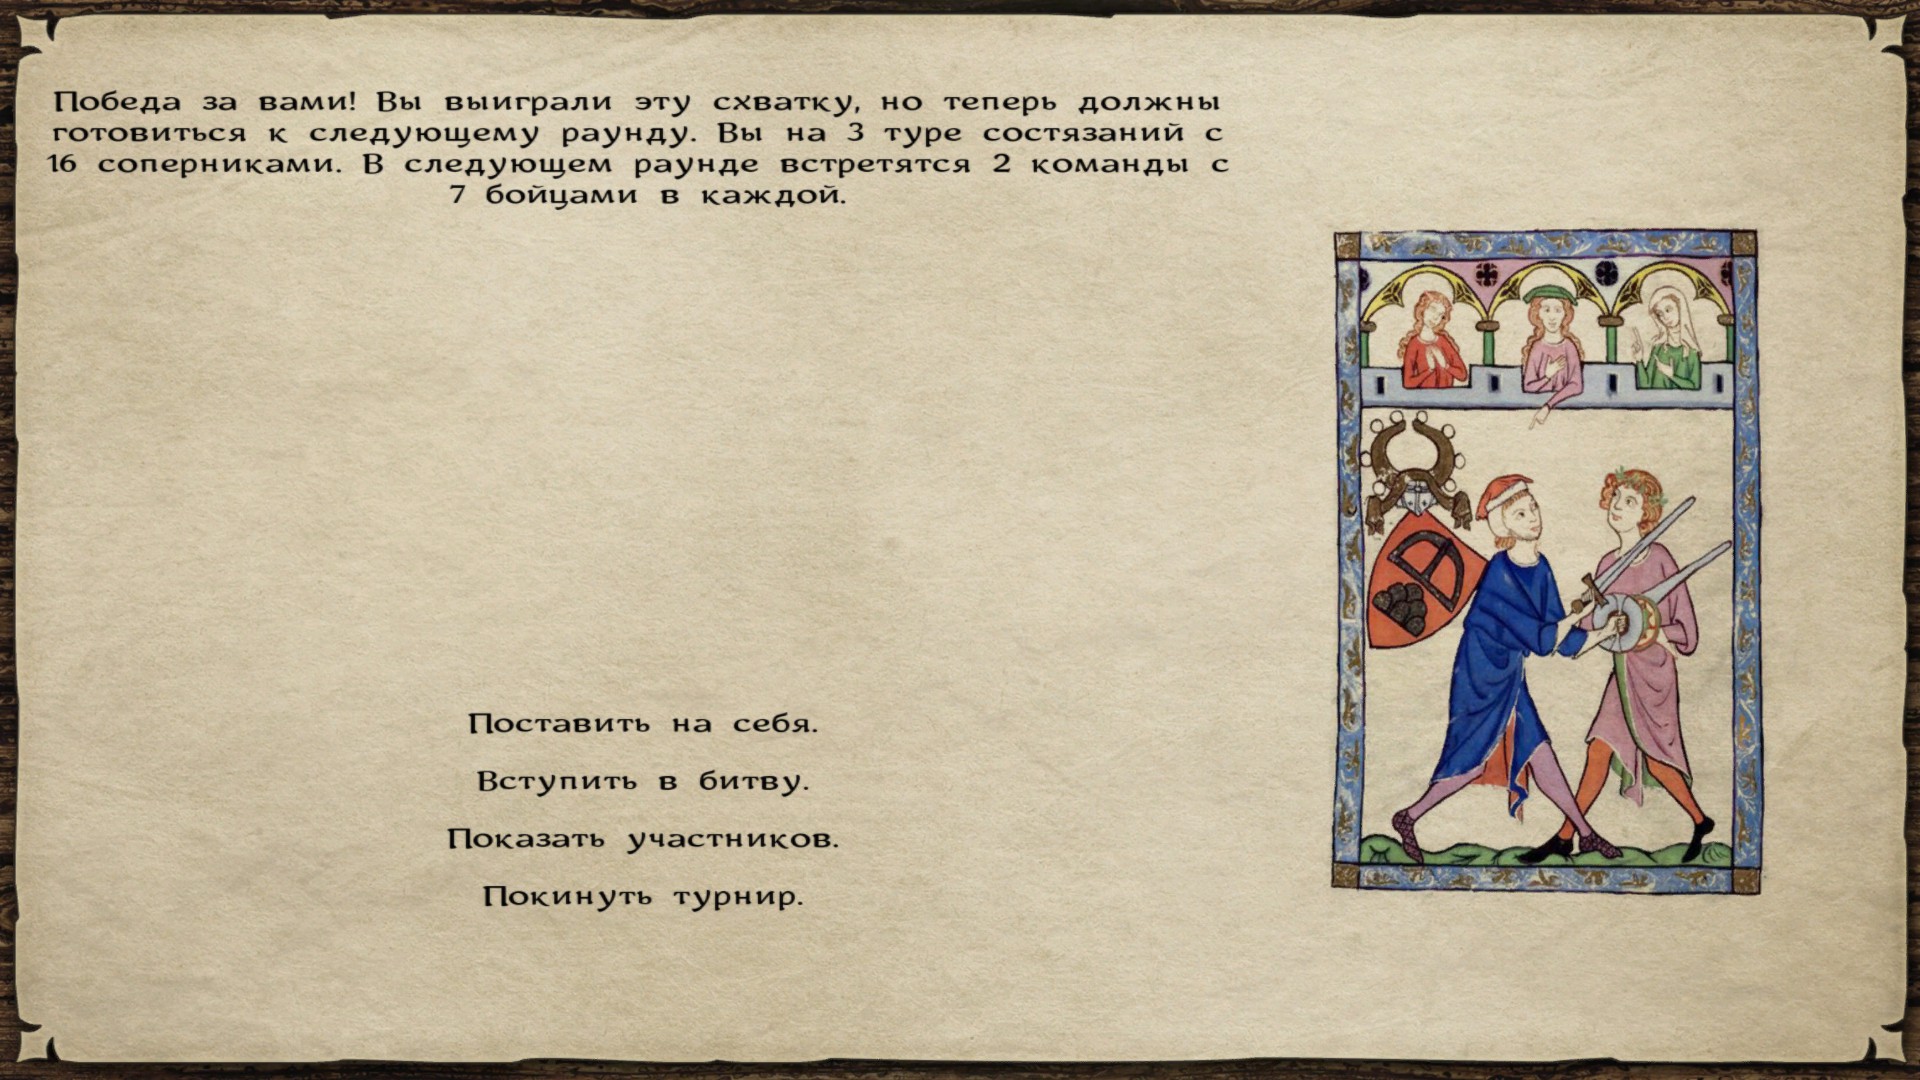 Победа за вами! Вы выиграли эту схватку, но теперь должны
готовиться к следующему раунду. Вы на 3 туре состязаний с
16 соперниками. В следующем раунде встретятся 2 команды с
7 бойцами в каждой.
Поставить на себя.
Вступить в битву.
Показать участников.
Покинуть турнир.